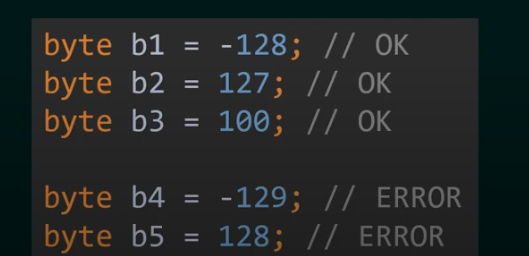 byte b1 = -128; // OK
byte b2 = 127; // OK
byte b3 = 100; // OK
byte b4 = -129; // ERROR
byte b5 = 128; // ERROR